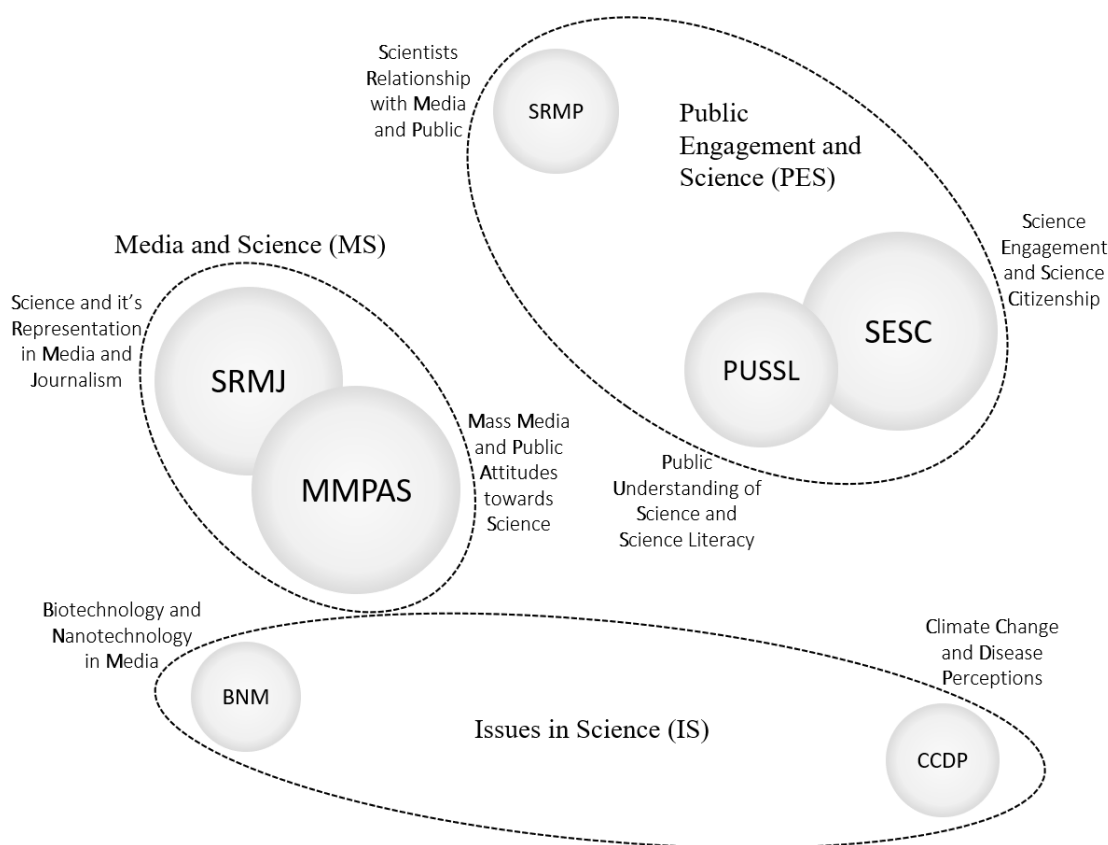 Scientists
Relationship
with Media
and Public
SRMP
Public
Engagement and
Science (PES)
Science
Engagement
and Science
Citizenship
SESC
PUSSL
Public
Understanding of
Science and
Science Literacy
Media and Science (MS)
Science and it's
Representation
in Media and
Journalism
SRMJ
MMPAS
Mass Media
and Public
Attitudes
towards
Science
Biotechnology and
Nanotechnology
in Media
BNM
Issues in Science (IS)
Climate Change
and Disease
Perceptions
CCDP